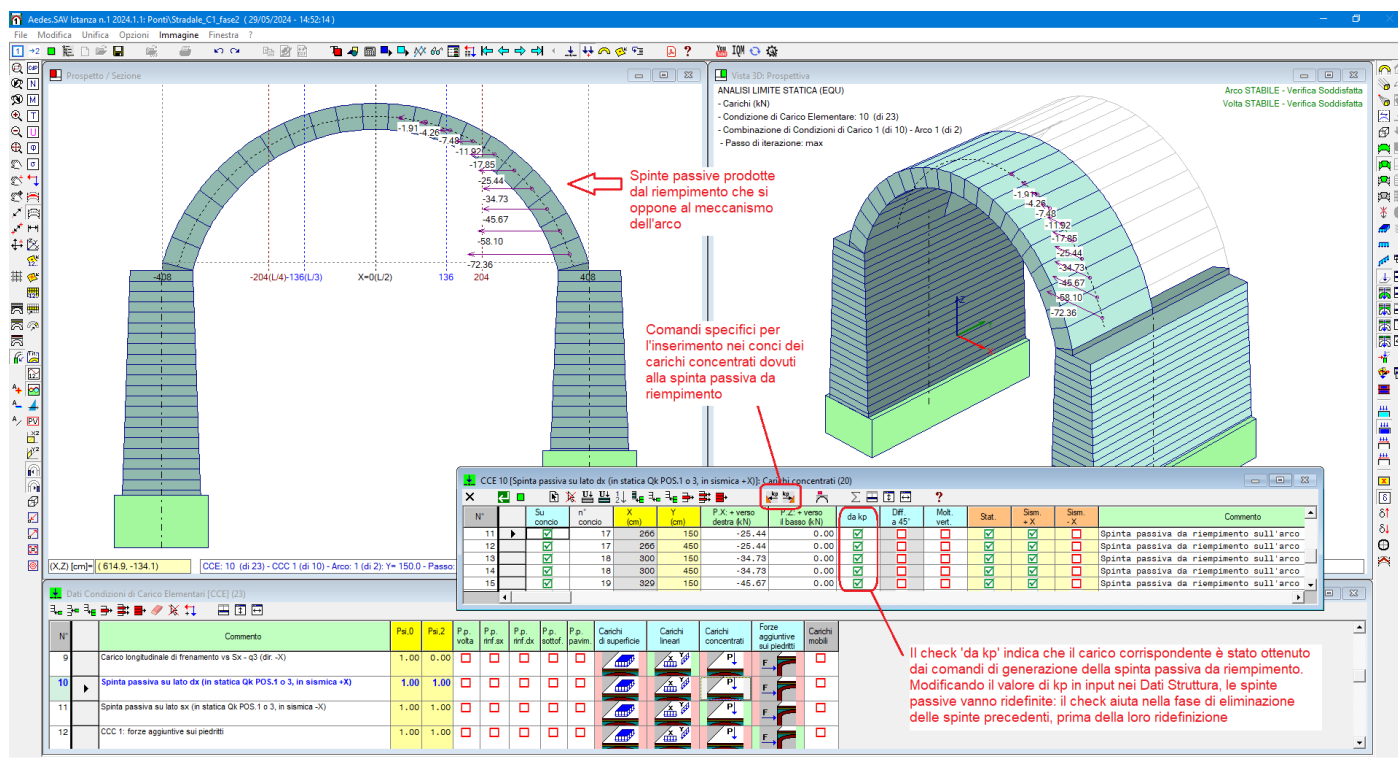 Aedes.SAV Istanza n.1 2024.1.1: Ponti\Stradale_C1_fase2 ( 29/05/2024 - 14:52:14 )
File Modifica Unifica Opzioni Immagine Finestra ?
Prospetto / Sezione
-1.91
-4.26
-7.48
-11.92
-17.85
-25.44
-34.73
-45.67
-58.10
-72.36
-408
-204(L/4)
-136(L/3)
X=0(L/2)
136
204
408
Spinte passive prodotte
dal riempimento che si
oppone al meccanismo
dell'arco
Vista 3D: Prospettiva
ANALISI LIMITE STATICA (EQU)
- Carichi (kN)
- Condizione di Carico Elementare: 10 (di 23)
- Combinazione di Condizioni di Carico 1 (di 10) - Arco 1 (di 2)
- Passo di iterazione: max
Arco STABILE - Verifica Soddisfatta
Volta STABILE - Verifica Soddisfatta
-1.91
-4.26
-7.48
-11.92
-17.85
-25.44
-34.73
-45.67
-58.10
-72.36
Z
X
Comandi specifici per
l'inserimento nei conci dei
carichi concentrati dovuti
alla spinta passiva da
riempimento
(X,Z) [cm]= ( 614.9, -134.1)
CCE: 10 (di 23) - CCC 1 (di 10) - Arco: 1 (di 2): Y= 150.0 - Passo:
CCE 10 [Spinta passiva su lato dx (in statica Qk POS.1 o 3, in sismica +X)]: Carichi concentrati (20)
N° Su concio n° concio X (cm) Y (cm) P.X: + verso destra (kN) P.Z: + verso il basso (kN) da kp Diff. a 45° Molt. vert. Stat. Sism. + X Sism. - X Commento
11 17 266 150 -25.44 0.00 Spinta passiva da riempimento sull'arco
12 17 266 450 -25.44 0.00 Spinta passiva da riempimento sull'arco
13 18 300 150 -34.73 0.00 Spinta passiva da riempimento sull'arco
14 18 300 450 -34.73 0.00 Spinta passiva da riempimento sull'arco
15 19 329 150 -45.67 0.00 Spinta passiva da riempimento sull'arco
Dati Condizioni di Carico Elementari [CCE] (23)
N° Commento Psi,0 Psi,2 P.p. volta P.p. rinf.sx P.p. rinf.dx P.p. sottof. P.p. pavim. Carichi di superficie Carichi lineari Carichi concentrati Forze aggiuntive sui piedritti Carichi mobili
9 Carico longitudinale di frenamento vs Sx - q3 (dir. -X) 1.00 0.00
10 Spinta passiva su lato dx (in statica Qk POS.1 o 3, in sismica +X) 1.00 1.00
11 Spinta passiva su lato sx (in statica Qk POS.1 o 3, in sismica -X) 1.00 1.00
12 CCC 1: forze aggiuntive sui piedritti 1.00 1.00
Il check 'da kp' indica che il carico corrispondente è stato ottenuto
dai comandi di generazione della spinta passiva da riempimento.
Modificando il valore di kp in input nei Dati Struttura, le spinte
passive vanno ridefinite: il check aiuta nella fase di eliminazione
delle spinte precedenti, prima della loro ridefinizione